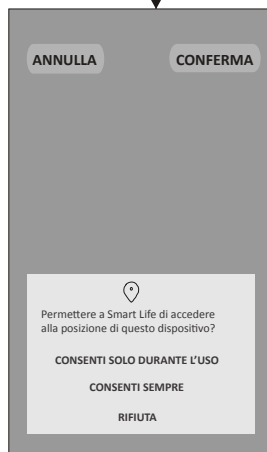 ANNULLA CONFERMA
Permettere a Smart Life di accedere
alla posizione di questo dispositivo?
CONSENTI SOLO DURANTE L'USO
CONSENTI SEMPRE
RIFIUTA